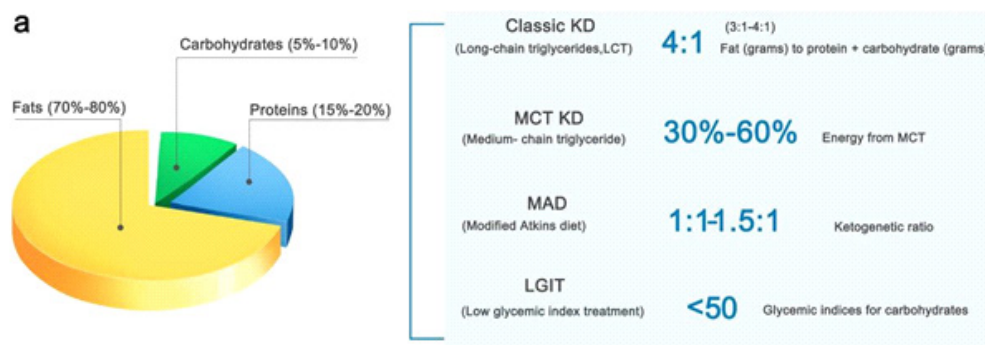 a
Carbohydrates (5%-10%)
Fats (70%-80%)
Proteins (15%-20%)
Classic KD
(Long-chain triglycerides,LCT)
4:1
(3:1-4:1)
Fat (grams) to protein + carbohydrate (grams)
MCT KD
(Medium- chain triglyceride)
30%-60%
Energy from MCT
MAD
(Modified Atkins diet)
1:1-1.5:1
Ketogenetic ratio
LGIT
(Low glycemic index treatment)
<50
Glycemic indices for carbohydrates